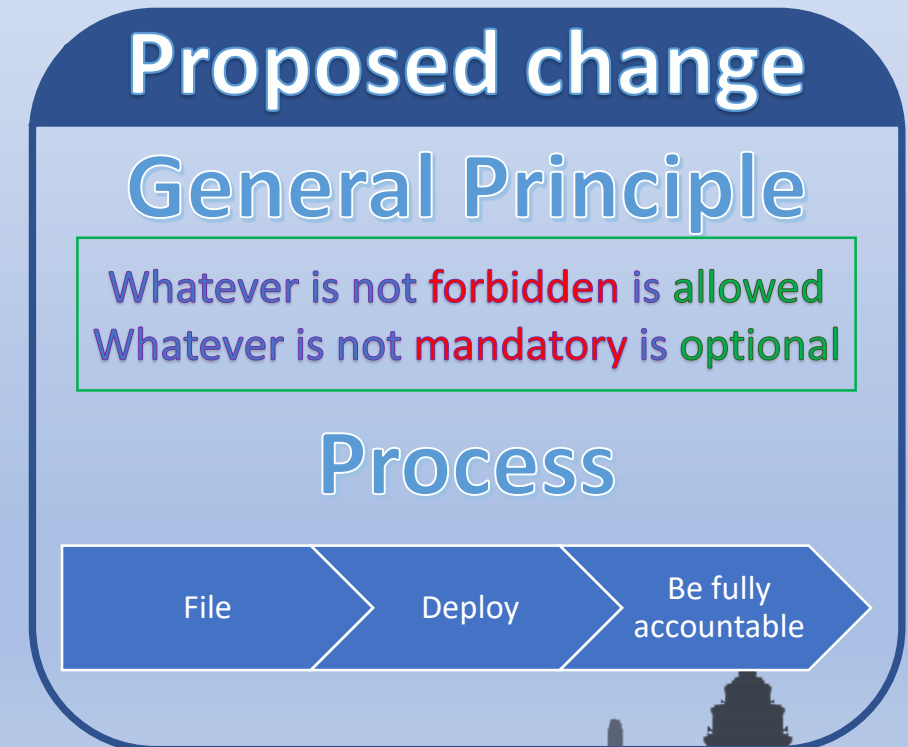 Proposed change
General Principle
Whatever is not forbidden is allowed
Whatever is not mandatory is optional
Process
File
Deploy
Be fully
accountable